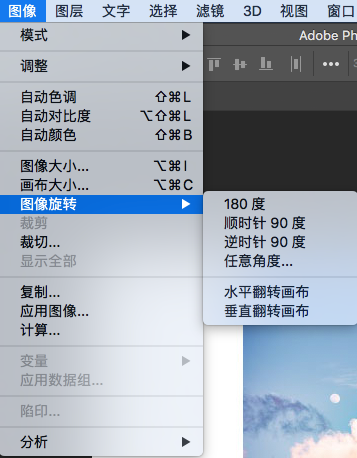 图像 图层 文字 选择 滤镜 3D 视图 窗口
Adobe Ph
模式
调整
自动色调 ⇧⌘L
自动对比度 ⌥⇧⌘L
自动颜色 ⇧⌘B
图像大小... ⌥⌘I
画布大小... ⌥⌘C
图像旋转
裁剪
裁切...
显示全部
复制...
应用图像...
计算...
变量
应用数据组...
陷印...
分析
180 度
顺时针 90 度
逆时针 90 度
任意角度...
水平翻转画布
垂直翻转画布